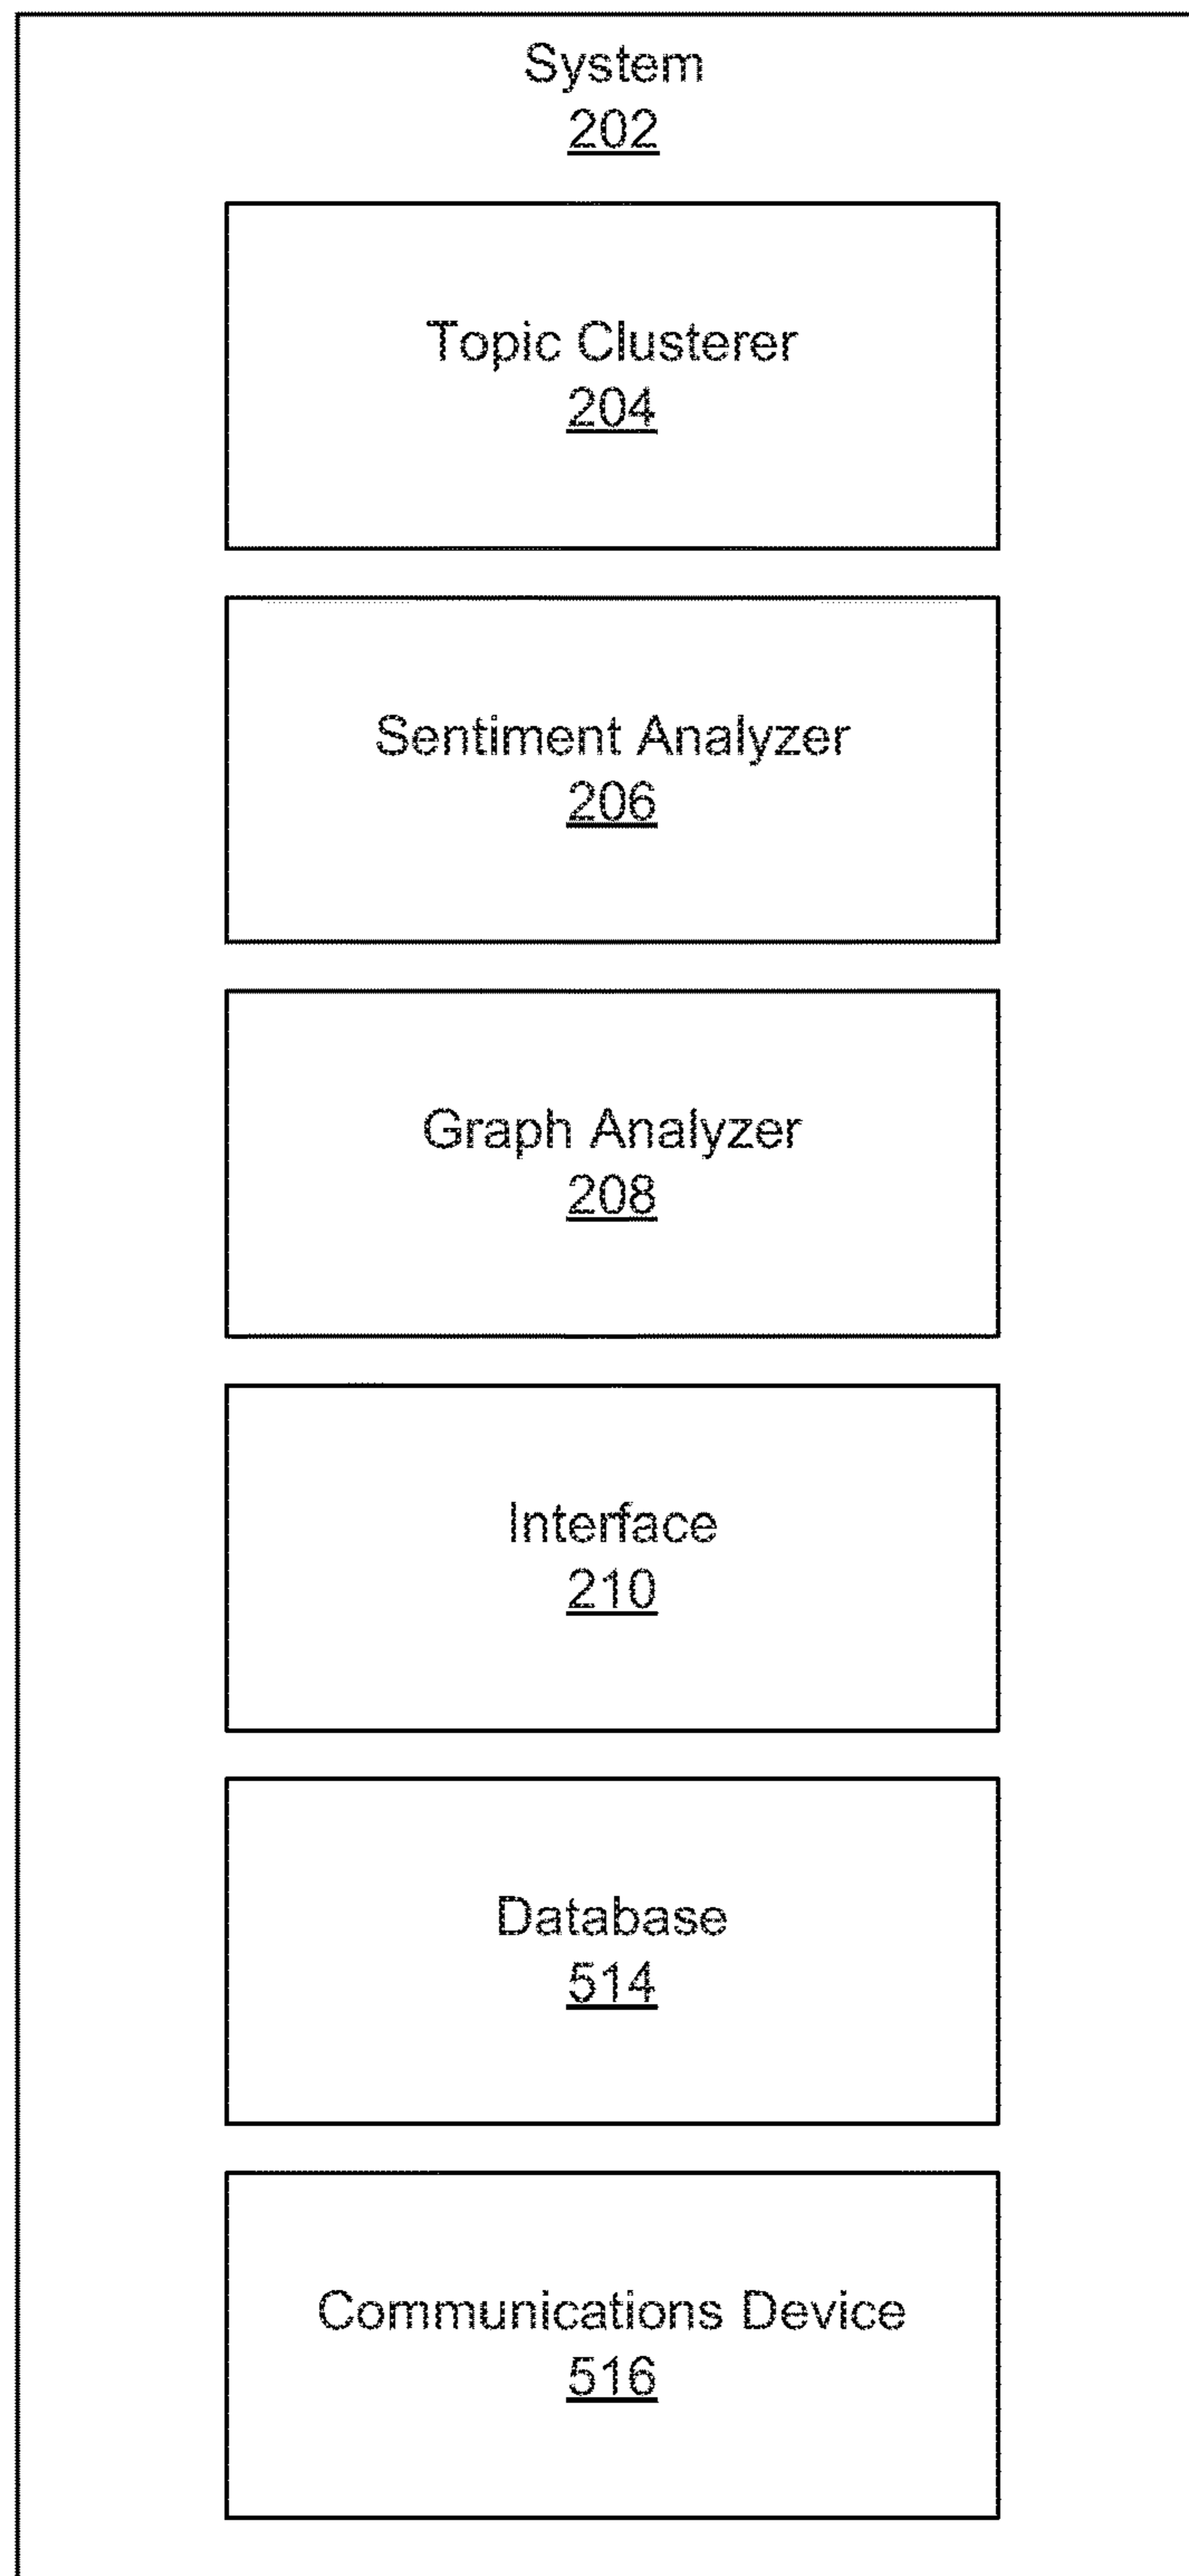 System
202
Topic Clusterer
204
Sentiment Analyzer
206
Graph Analyzer
208
Interface
210
Database
514
Communications Device
516